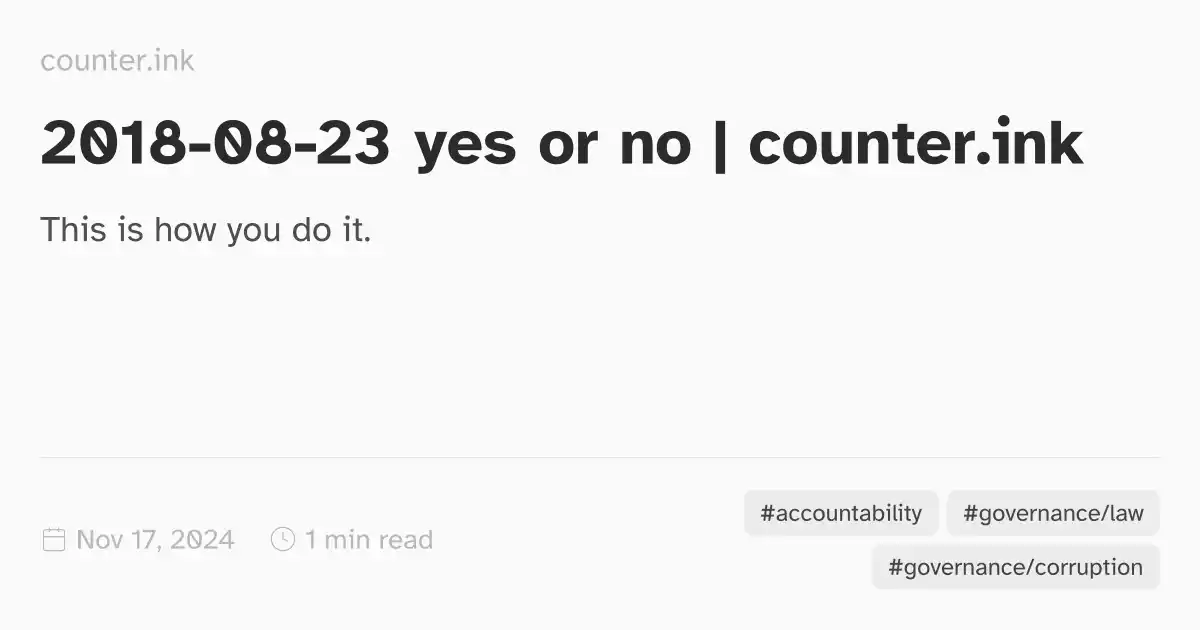 counter.ink
2018-08-23 yes or no | counter.ink
This is how you do it.
Nov 17, 2024 1 min read
#accountability #governance/law
#governance/corruption